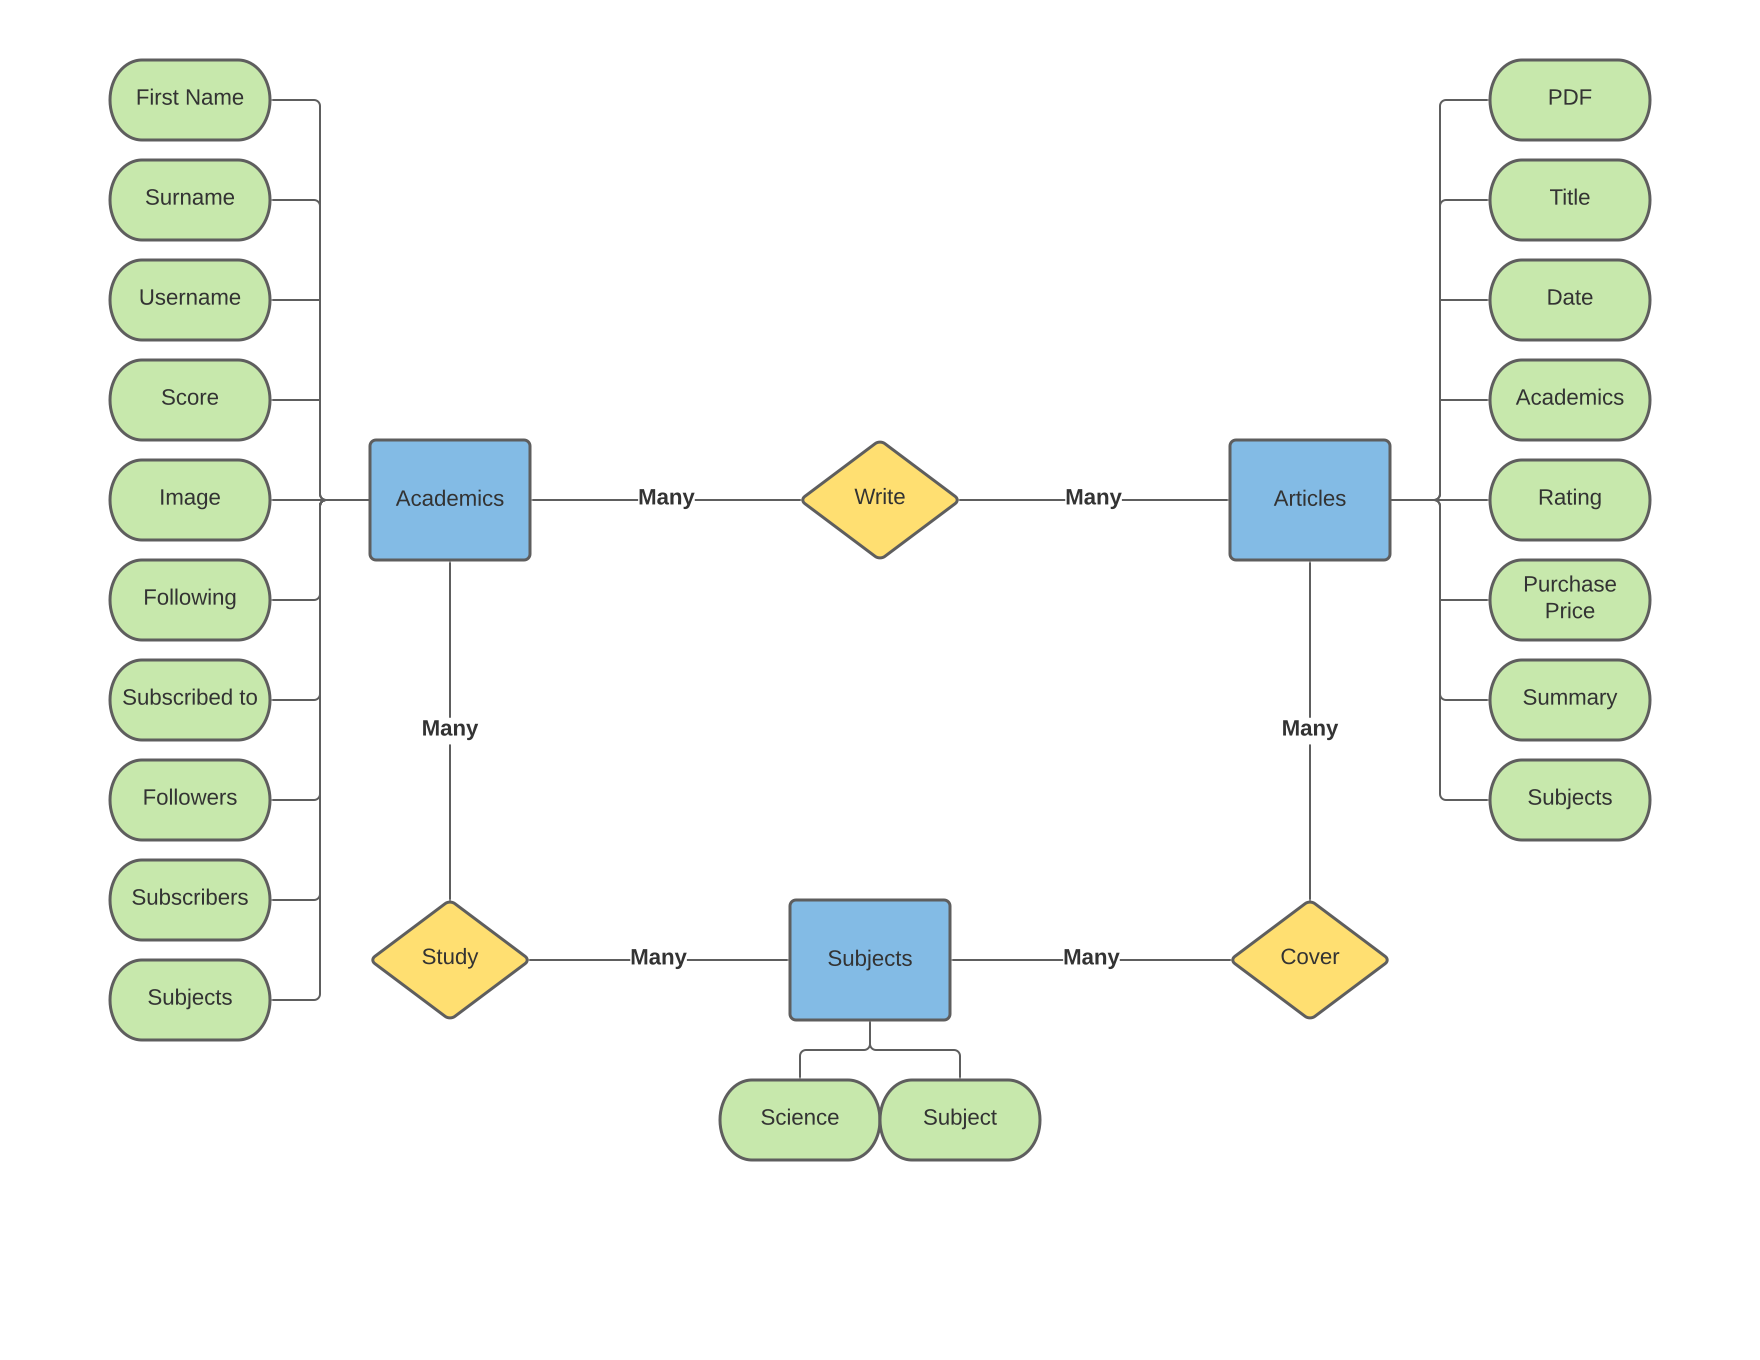 First Name
Surname
Username
Score
Image
Following
Subscribed to
Followers
Subscribers
Subjects
Academics
Many
Write
Many
Articles
PDF
Title
Date
Academics
Rating
Purchase
Price
Summary
Subjects
Many
Many
Study
Many
Subjects
Many
Cover
Science
Subject